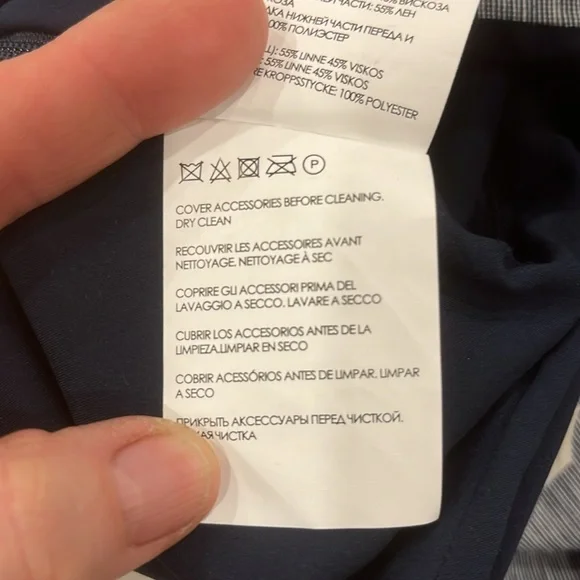 ВИСКОЗА
ЧАСТИ: 55% ЛЕН
НИЖНЕЙ ЧАСТИ ПЕРЕДА И
100% ПОЛИЭСТЕР
55% LINNE 45% VISKOS
55% LINNE 45% VISKOS
KROPPSSTYCKE: 100% POLYESTER
P
COVER ACCESSORIES BEFORE CLEANING.
DRY CLEAN
RECOUVRIR LES ACCESSOIRES AVANT
NETTOYAGE. NETTOYAGE À SEC
COPRIRE GLI ACCESSORI PRIMA DEL
LAVAGGIO A SECCO. LAVARE A SECCO
CUBRIR LOS ACCESORIOS ANTES DE LA
LIMPIEZA.LIMPIAR EN SECO
COBRIR ACESSÓRIOS ANTES DE LIMPAR. LIMPAR
A SECO
ПРИКРЫТЬ АКСЕССУАРЫ ПЕРЕД ЧИСТКОЙ.
ЧИСТКА